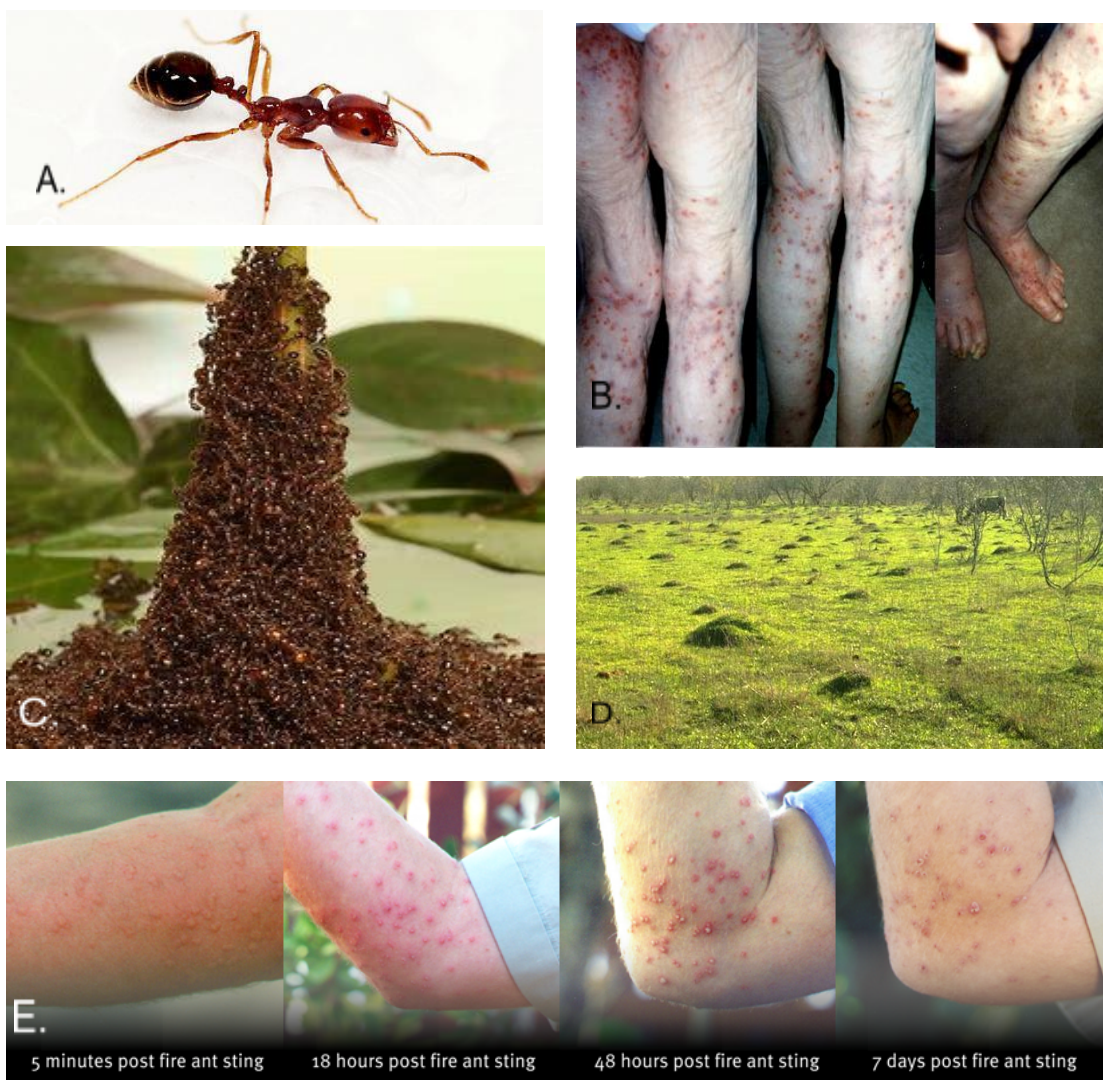 A.
B.
C.
D.
E.
5 minutes post fire ant sting
18 hours post fire ant sting
48 hours post fire ant sting
7 days post fire ant sting